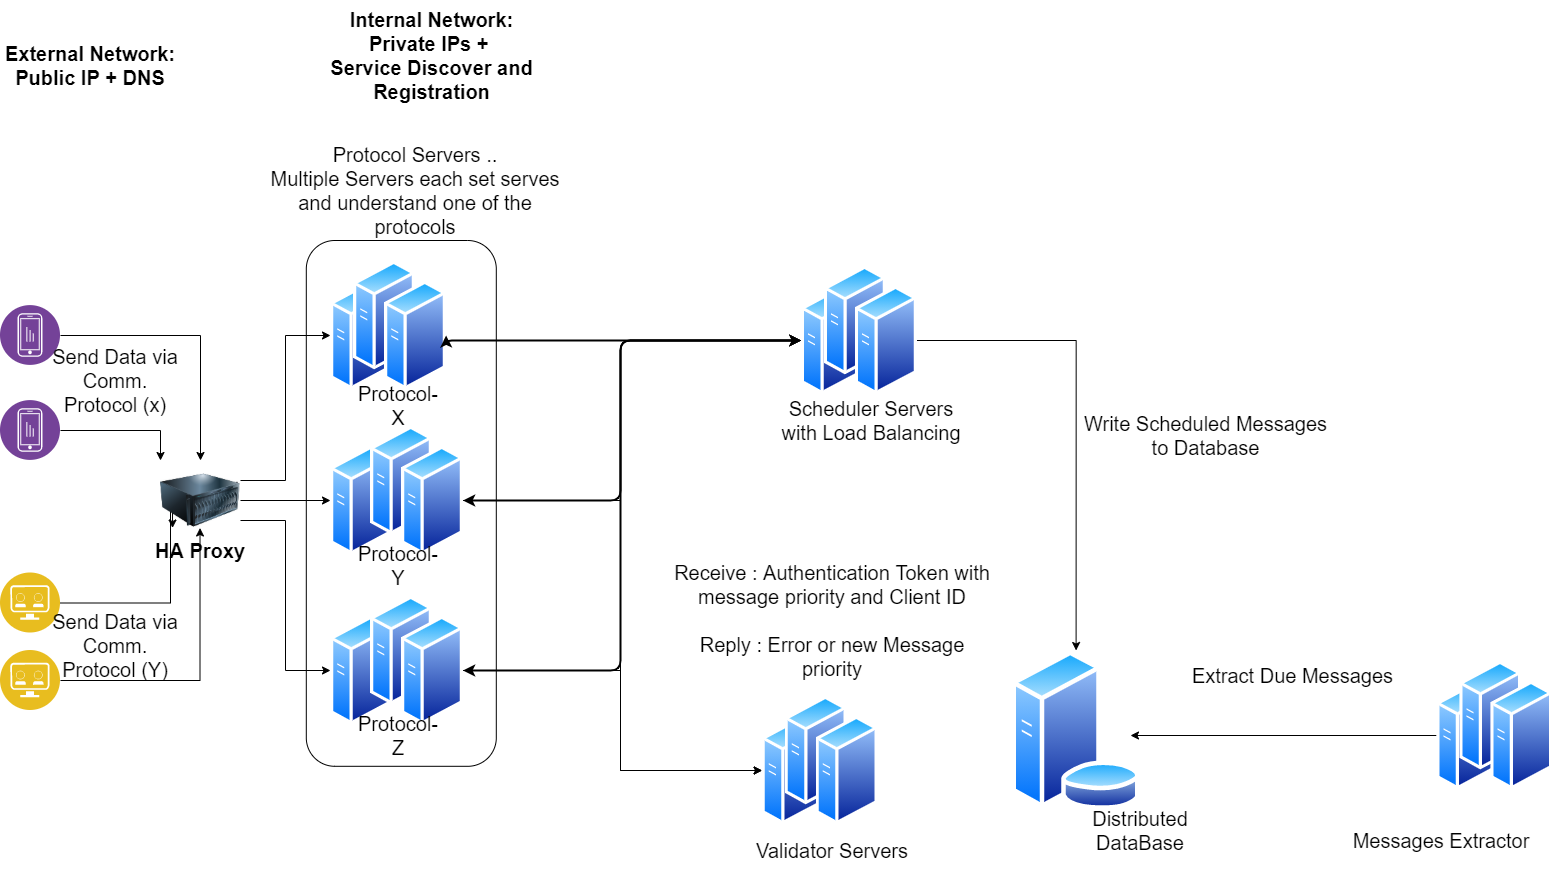 External Network:
Public IP + DNS
Internal Network:
Private IPs +
Service Discover and
Registration
Protocol Servers ..
Multiple Servers each set serves
and understand one of the
protocols
Send Data via
Comm.
Protocol (x)
HA Proxy
Send Data via
Comm.
Protocol (Y)
Protocol-
X
Protocol-
Y
Protocol-
Z
Scheduler Servers
with Load Balancing
Write Scheduled Messages
to Database
Receive : Authentication Token with
message priority and Client ID
Reply : Error or new Message
priority
Validator Servers
Extract Due Messages
Distributed
DataBase
Messages Extractor